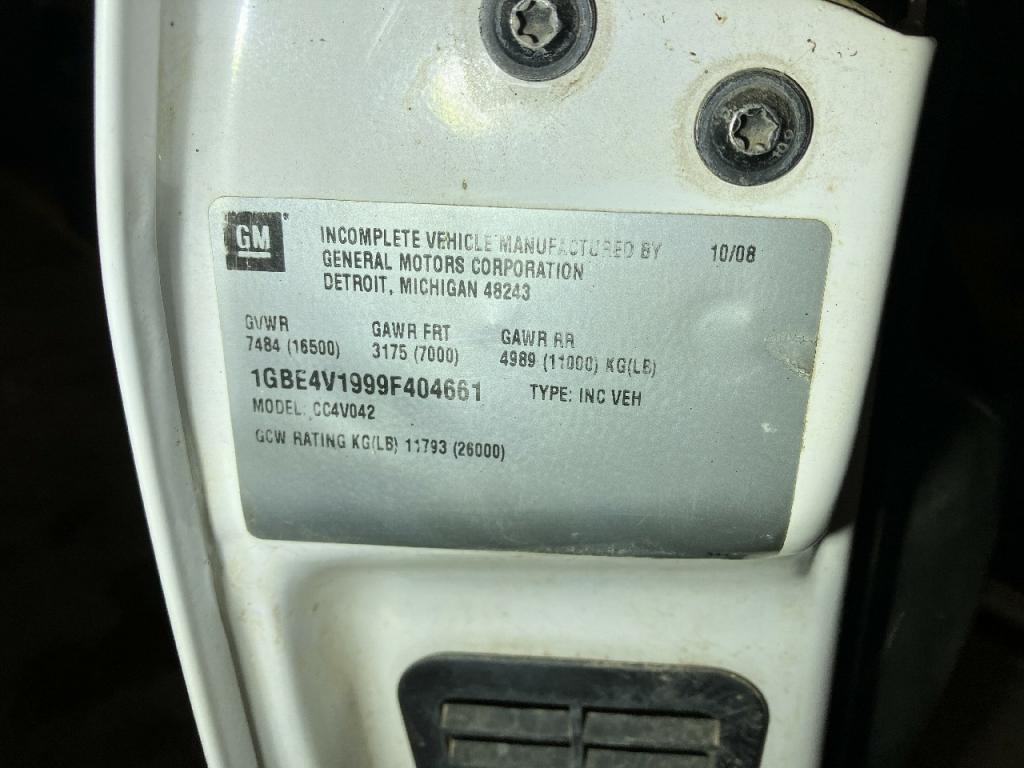 GM
INCOMPLETE VEHICLE MANUFACTURED BY 10/08
GENERAL MOTORS CORPORATION
DETROIT, MICHIGAN 48243
GVWR GAWR FRT GAWR RR
7484 (16500) 3175 (7000) 4989 (11000) KG(LB)
1GBE4V1999F404661 TYPE: INC VEH
MODEL: CC4V042
GCW RATING KG(LB) 11793 (26000)